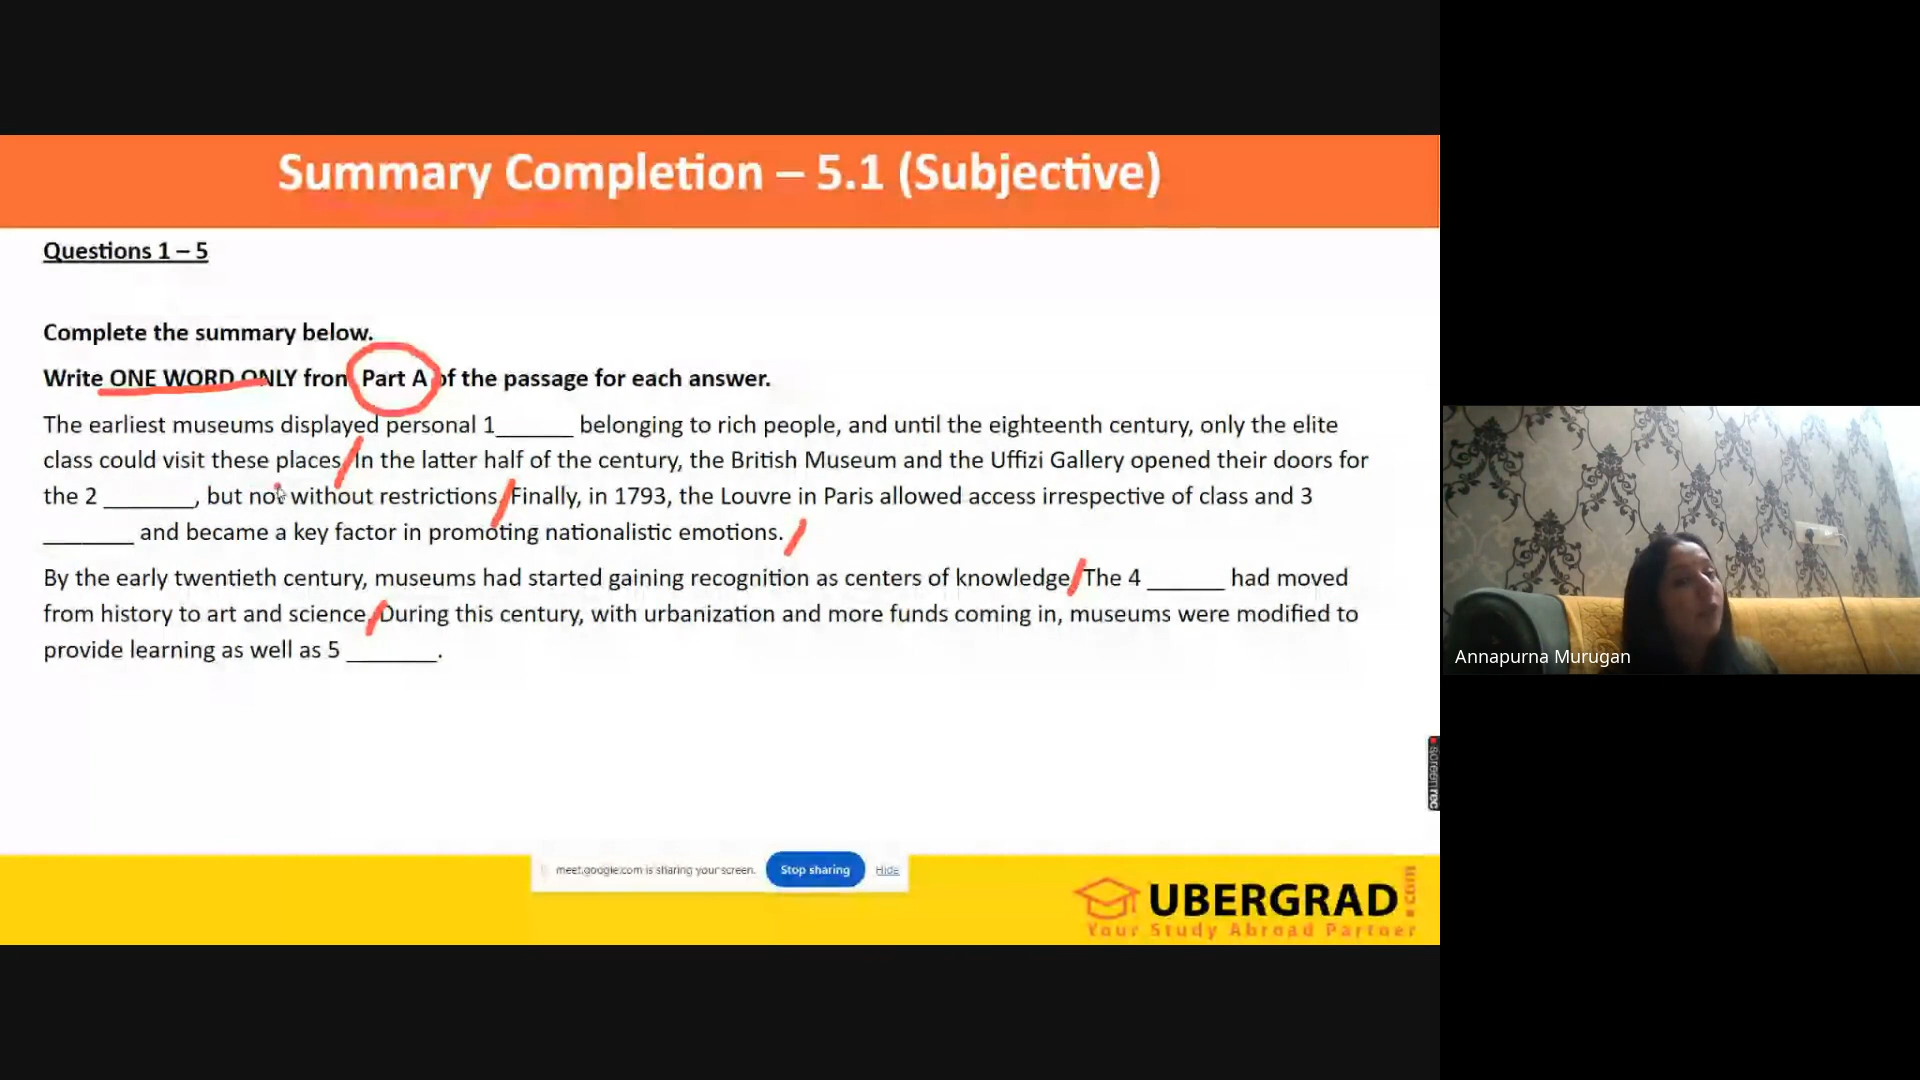 Summary Completion – 5.1 (Subjective)
Questions 1 – 5
Complete the summary below.
Write ONE WORD ONLY from Part A of the passage for each answer.
The earliest museums displayed personal 1______ belonging to rich people, and until the eighteenth century, only the elite
class could visit these places. In the latter half of the century, the British Museum and the Uffizi Gallery opened their doors for
the 2 _______, but not without restrictions. Finally, in 1793, the Louvre in Paris allowed access irrespective of class and 3
_______ and became a key factor in promoting nationalistic emotions.
By the early twentieth century, museums had started gaining recognition as centers of knowledge. The 4 ______ had moved
from history to art and science. During this century, with urbanization and more funds coming in, museums were modified to
provide learning as well as 5 _______.
Annapurna Murugan
screenrec
meet.google.com is sharing your screen.
Stop sharing
Hide
UBERGRAD.com
Your Study Abroad Partner